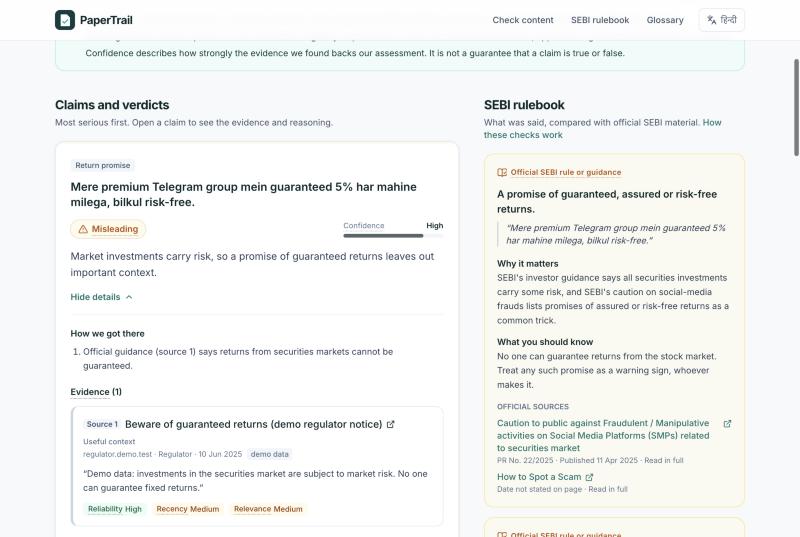 PaperTrail
Check content
SEBI rulebook
Glossary
हिन्दी
Confidence describes how strongly the evidence we found backs our assessment. It is not a guarantee that a claim is true or false.
Claims and verdicts
Most serious first. Open a claim to see the evidence and reasoning.
Return promise
Mere premium Telegram group mein guaranteed 5% har mahine
milega, bilkul risk-free.
Misleading
Confidence
High
Market investments carry risk, so a promise of guaranteed returns leaves out
important context.
Hide details
How we got there
1. Official guidance (source 1) says returns from securities markets cannot be
guaranteed.
Evidence (1)
Source 1 Beware of guaranteed returns (demo regulator notice)
Useful context
regulator.demo.test · Regulator · 10 Jun 2025 demo data
“Demo data: investments in the securities market are subject to market risk. No one
can guarantee fixed returns.”
Reliability High
Recency Medium
Relevance Medium
SEBI rulebook
What was said, compared with official SEBI material. How
these checks work
Official SEBI rule or guidance
A promise of guaranteed, assured or risk-free
returns.
“Mere premium Telegram group mein guaranteed 5%
har mahine milega, bilkul risk-free.”
Why it matters
SEBI's investor guidance says all securities investments
carry some risk, and SEBI's caution on social-media
frauds lists promises of assured or risk-free returns as a
common trick.
What you should know
No one can guarantee returns from the stock market.
Treat any such promise as a warning sign, whoever
makes it.
OFFICIAL SOURCES
Caution to public against Fraudulent / Manipulative
activities on Social Media Platforms (SMPs) related
to securities market
PR No. 22/2025 · Published 11 Apr 2025 · Read in full
How to Spot a Scam
Date not stated on page · Read in full
Official SEBI rule or guidance